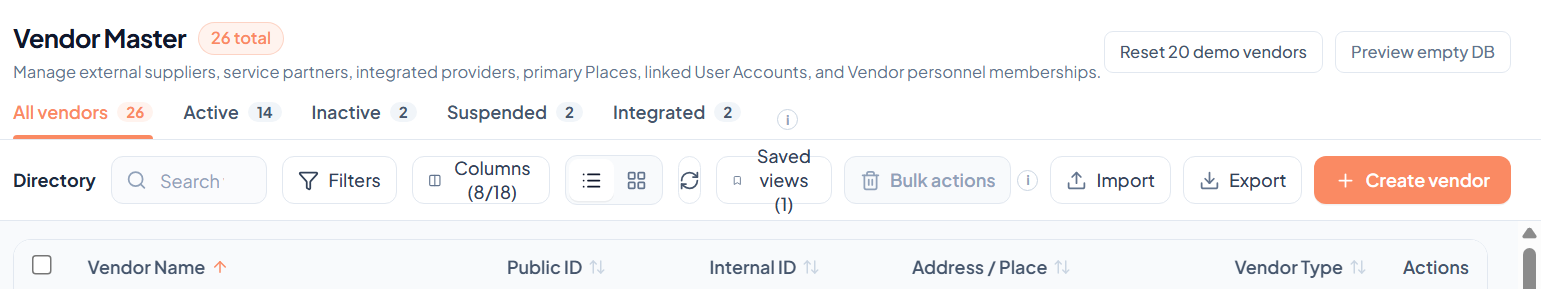 Vendor Master 26 total
Manage external suppliers, service partners, integrated providers, primary Places, linked User Accounts, and Vendor personnel memberships.
Reset 20 demo vendors Preview empty DB
All vendors 26 Active 14 Inactive 2 Suspended 2 Integrated 2 i
Directory Search Filters Columns (8/18) Saved views (1) Bulk actions i Import Export + Create vendor
Vendor Name Public ID Internal ID Address / Place Vendor Type Actions